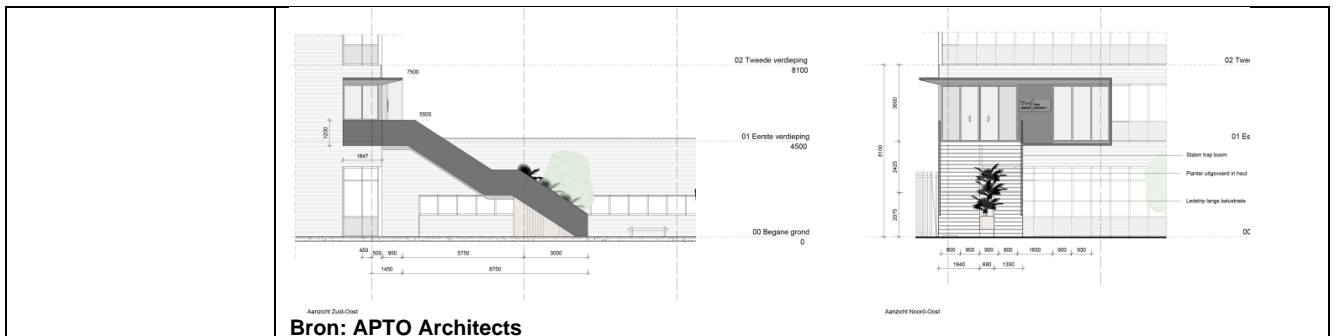 7500
02 Tweede verdieping
8100
5500
1200
01 Eerste verdieping
4500
1847
00 Begane grond
0
450
500
950
5750
3000
1450
8750
Aanzicht Zuid-Oost
02 Twee
3600
8100
01 Ee
2425
Stalen trap boom
Planter uitgevoerd in hout
Ledstrip langs balustrade
2075
00
900
900
900
900
1650
900
930
1940
690
1350
Aanzicht Noord-Oost
Bron: APTO Architects